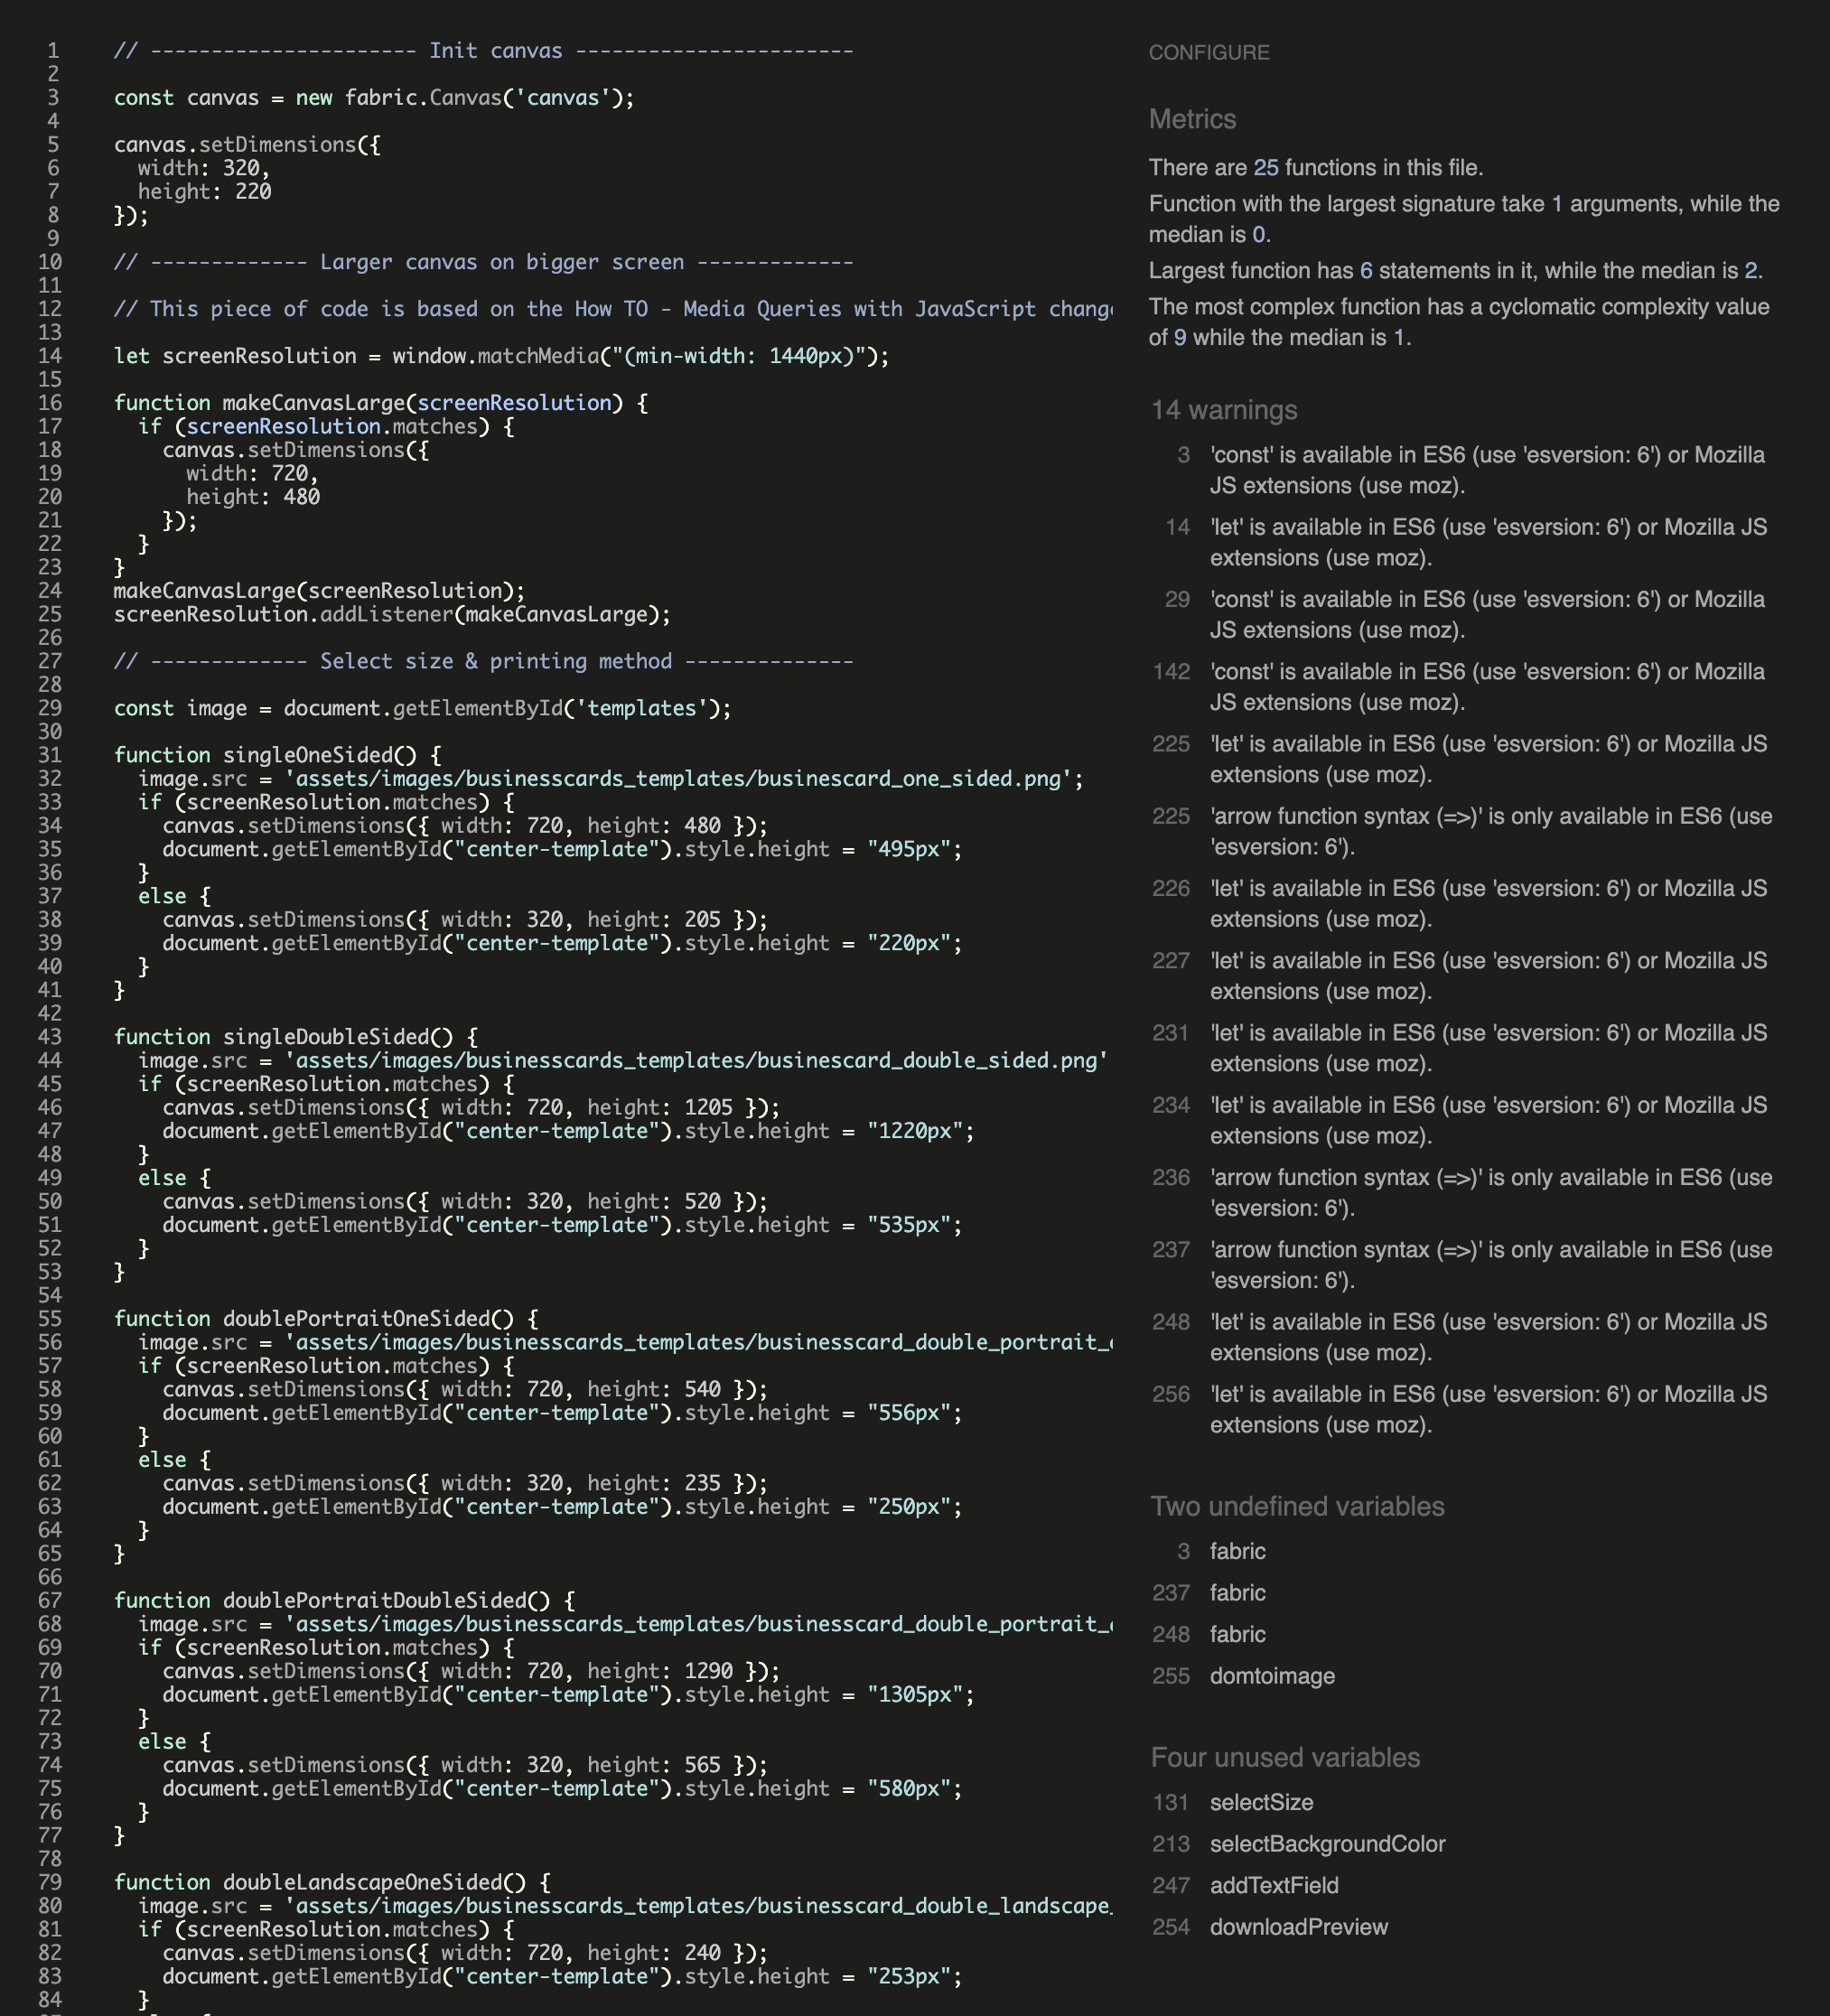 1 // ---------------------- Init canvas -----------------------
2
3 const canvas = new fabric.Canvas('canvas');
4
5 canvas.setDimensions({
6   width: 320,
7   height: 220
8 });
9
10 // ------------- Larger canvas on bigger screen -------------
11
12 // This piece of code is based on the How TO - Media Queries with JavaScript
13
14 let screenResolution = window.matchMedia("(min-width: 1440px)");
15
16 function makeCanvasLarge(screenResolution) {
17   if (screenResolution.matches) {
18     canvas.setDimensions({
19       width: 720,
20       height: 480
21     });
22   }
23 }
24 makeCanvasLarge(screenResolution);
25 screenResolution.addListener(makeCanvasLarge);
26
27 // ------------- Select size & printing method --------------
28
29 const image = document.getElementById('templates');
30
31 function singleOneSided() {
32   image.src = 'assets/images/businesscards_templates/businescard_one_sided.png';
33   if (screenResolution.matches) {
34     canvas.setDimensions({ width: 720, height: 480 });
35     document.getElementById("center-template").style.height = "495px";
36   }
37   else {
38     canvas.setDimensions({ width: 320, height: 205 });
39     document.getElementById("center-template").style.height = "220px";
40   }
41 }
42
43 function singleDoubleSided() {
44   image.src = 'assets/images/businesscards_templates/businescard_double_sided.png'
45   if (screenResolution.matches) {
46     canvas.setDimensions({ width: 720, height: 1205 });
47     document.getElementById("center-template").style.height = "1220px";
48   }
49   else {
50     canvas.setDimensions({ width: 320, height: 520 });
51     document.getElementById("center-template").style.height = "535px";
52   }
53 }
54
55 function doublePortraitOneSided() {
56   image.src = 'assets/images/businesscards_templates/businesscard_double_portrait_
57   if (screenResolution.matches) {
58     canvas.setDimensions({ width: 720, height: 540 });
59     document.getElementById("center-template").style.height = "556px";
60   }
61   else {
62     canvas.setDimensions({ width: 320, height: 235 });
63     document.getElementById("center-template").style.height = "250px";
64   }
65 }
66
67 function doublePortraitDoubleSided() {
68   image.src = 'assets/images/businesscards_templates/businesscard_double_portrait_
69   if (screenResolution.matches) {
70     canvas.setDimensions({ width: 720, height: 1290 });
71     document.getElementById("center-template").style.height = "1305px";
72   }
73   else {
74     canvas.setDimensions({ width: 320, height: 565 });
75     document.getElementById("center-template").style.height = "580px";
76   }
77 }
78
79 function doubleLandscapeOneSided() {
80   image.src = 'assets/images/businesscards_templates/businesscard_double_landscape_
81   if (screenResolution.matches) {
82     canvas.setDimensions({ width: 720, height: 240 });
83     document.getElementById("center-template").style.height = "253px";
84   }
CONFIGURE
Metrics
There are 25 functions in this file.
Function with the largest signature take 1 arguments, while the
median is 0.
Largest function has 6 statements in it, while the median is 2.
The most complex function has a cyclomatic complexity value
of 9 while the median is 1.
14 warnings
3 'const' is available in ES6 (use 'esversion: 6') or Mozilla
JS extensions (use moz).
14 'let' is available in ES6 (use 'esversion: 6') or Mozilla JS
extensions (use moz).
29 'const' is available in ES6 (use 'esversion: 6') or Mozilla
JS extensions (use moz).
142 'const' is available in ES6 (use 'esversion: 6') or Mozilla
JS extensions (use moz).
225 'let' is available in ES6 (use 'esversion: 6') or Mozilla JS
extensions (use moz).
225 'arrow function syntax (=>)' is only available in ES6 (use
'esversion: 6').
226 'let' is available in ES6 (use 'esversion: 6') or Mozilla JS
extensions (use moz).
227 'let' is available in ES6 (use 'esversion: 6') or Mozilla JS
extensions (use moz).
231 'let' is available in ES6 (use 'esversion: 6') or Mozilla JS
extensions (use moz).
234 'let' is available in ES6 (use 'esversion: 6') or Mozilla JS
extensions (use moz).
236 'arrow function syntax (=>)' is only available in ES6 (use
'esversion: 6').
237 'arrow function syntax (=>)' is only available in ES6 (use
'esversion: 6').
248 'let' is available in ES6 (use 'esversion: 6') or Mozilla JS
extensions (use moz).
256 'let' is available in ES6 (use 'esversion: 6') or Mozilla JS
extensions (use moz).
Two undefined variables
3 fabric
237 fabric
248 fabric
255 domtoimage
Four unused variables
131 selectSize
213 selectBackgroundColor
247 addTextField
254 downloadPreview